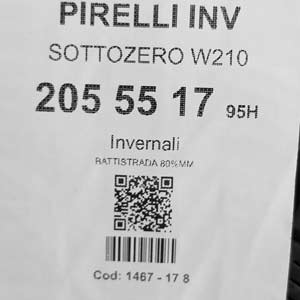 PIRELLI INV
SOTTOZERO W210
205 55 17 95H
Invernali
BATTISTRADA 80% MM
Cod: 1467 - 17 8